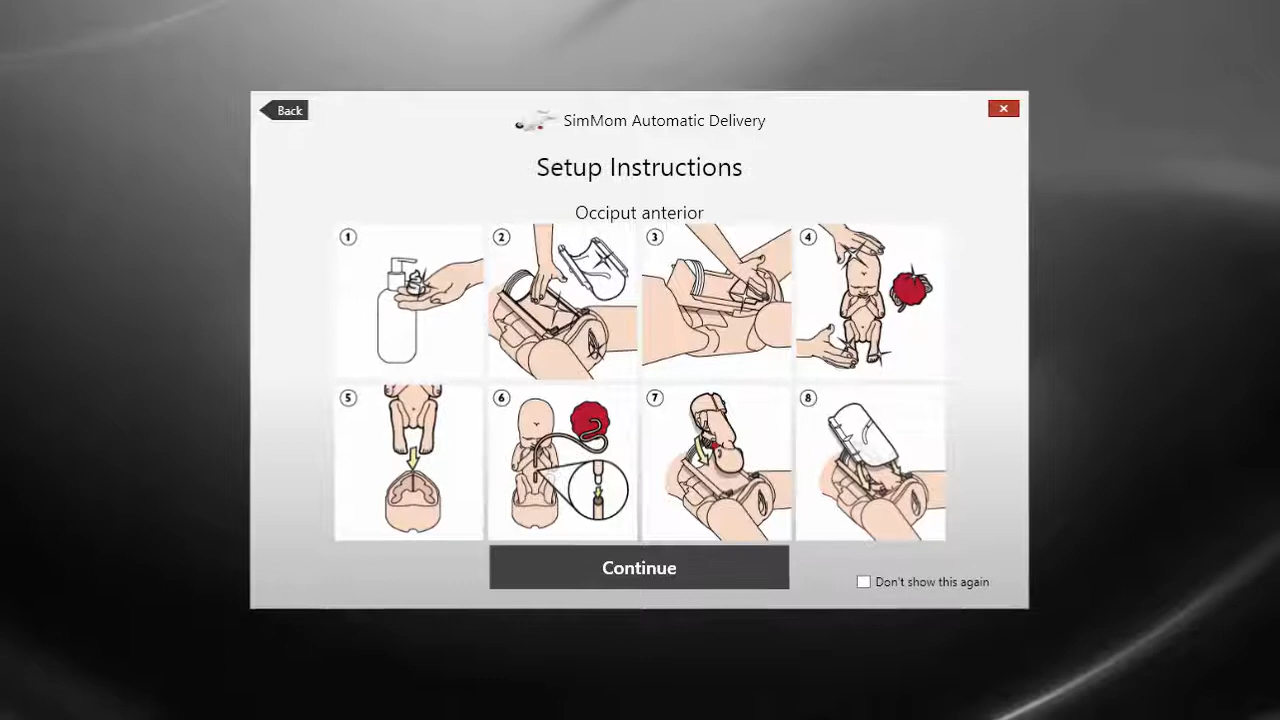 Back
SimMom Automatic Delivery
Setup Instructions
Occiput anterior
1
2
3
4
5
6
7
8
Continue
Don't show this again